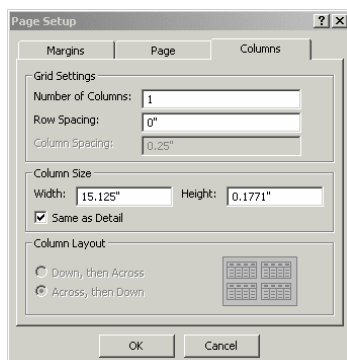 Page Setup ? ×
Margins Page Columns
Grid Settings
Number of Columns: 1
Row Spacing: 0"
Column Spacing: 0.25"
Column Size
Width: 15.125" Height: 0.1771"
Same as Detail
Column Layout
Down, then Across
Across, then Down
OK Cancel